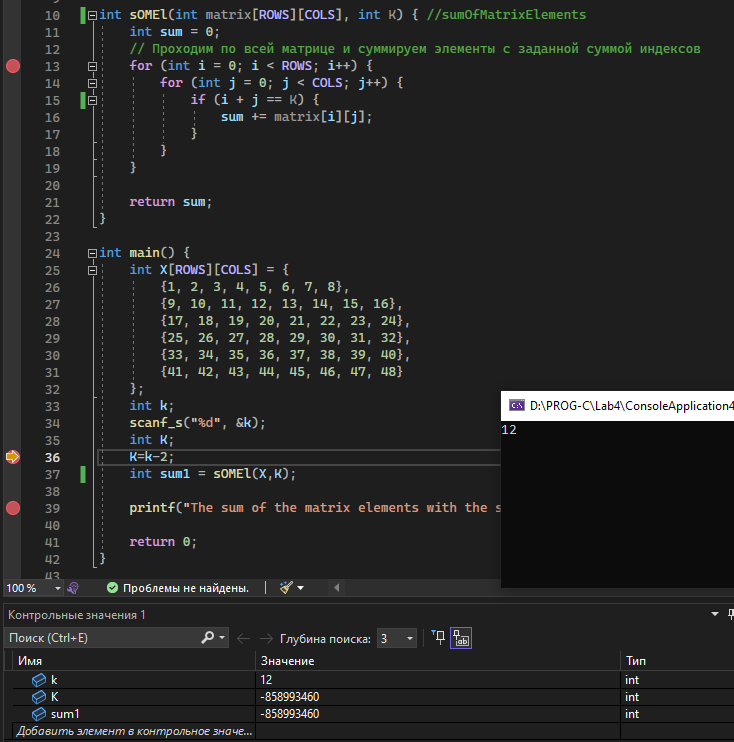 10 int sOMEl(int matrix[ROWS][COLS], int K) { //sumOfMatrixElements
11 int sum = 0;
12 // Проходим по всей матрице и суммируем элементы с заданной суммой индексов
13 for (int i = 0; i < ROWS; i++) {
14 for (int j = 0; j < COLS; j++) {
15 if (i + j == K) {
16 sum += matrix[i][j];
17 }
18 }
19 }
20
21 return sum;
22 }
23
24 int main() {
25 int X[ROWS][COLS] = {
26 {1, 2, 3, 4, 5, 6, 7, 8},
27 {9, 10, 11, 12, 13, 14, 15, 16},
28 {17, 18, 19, 20, 21, 22, 23, 24},
29 {25, 26, 27, 28, 29, 30, 31, 32},
30 {33, 34, 35, 36, 37, 38, 39, 40},
31 {41, 42, 43, 44, 45, 46, 47, 48}
32 };
33 int k;
34 scanf_s("%d", &k);
35 int K;
36 K=k-2;
37 int sum1 = sOMEl(X,K);
38
39 printf("The sum of the matrix elements with the s
40
41 return 0;
42 }
43
D:\PROG-C\Lab4\ConsoleApplication4
12
100 % Проблемы не найдены.
Контрольные значения 1
Поиск (Ctrl+E) Глубина поиска: 3
Имя Значение Тип
k 12 int
K -858993460 int
sum1 -858993460 int
Добавить элемент в контрольное значе...